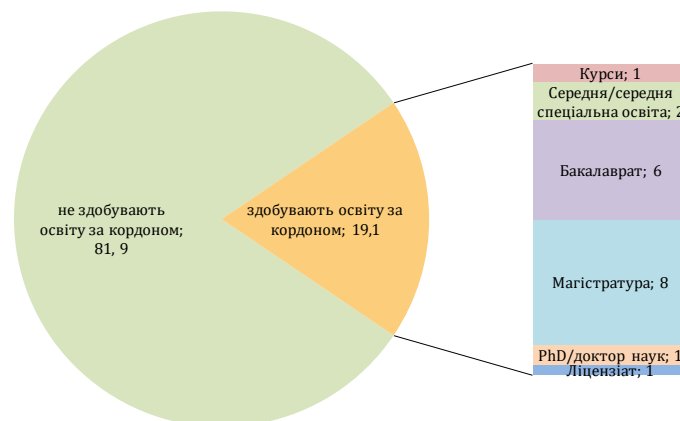 не здобувають
освіту за кордоном;
81, 9
здобувають освіту за
кордоном; 19,1
Курси; 1
Середня/середня
спеціальна освіта; 2
Бакалаврат; 6
Магістратура; 8
PhD/доктор наук; 1
Ліцензіат; 1